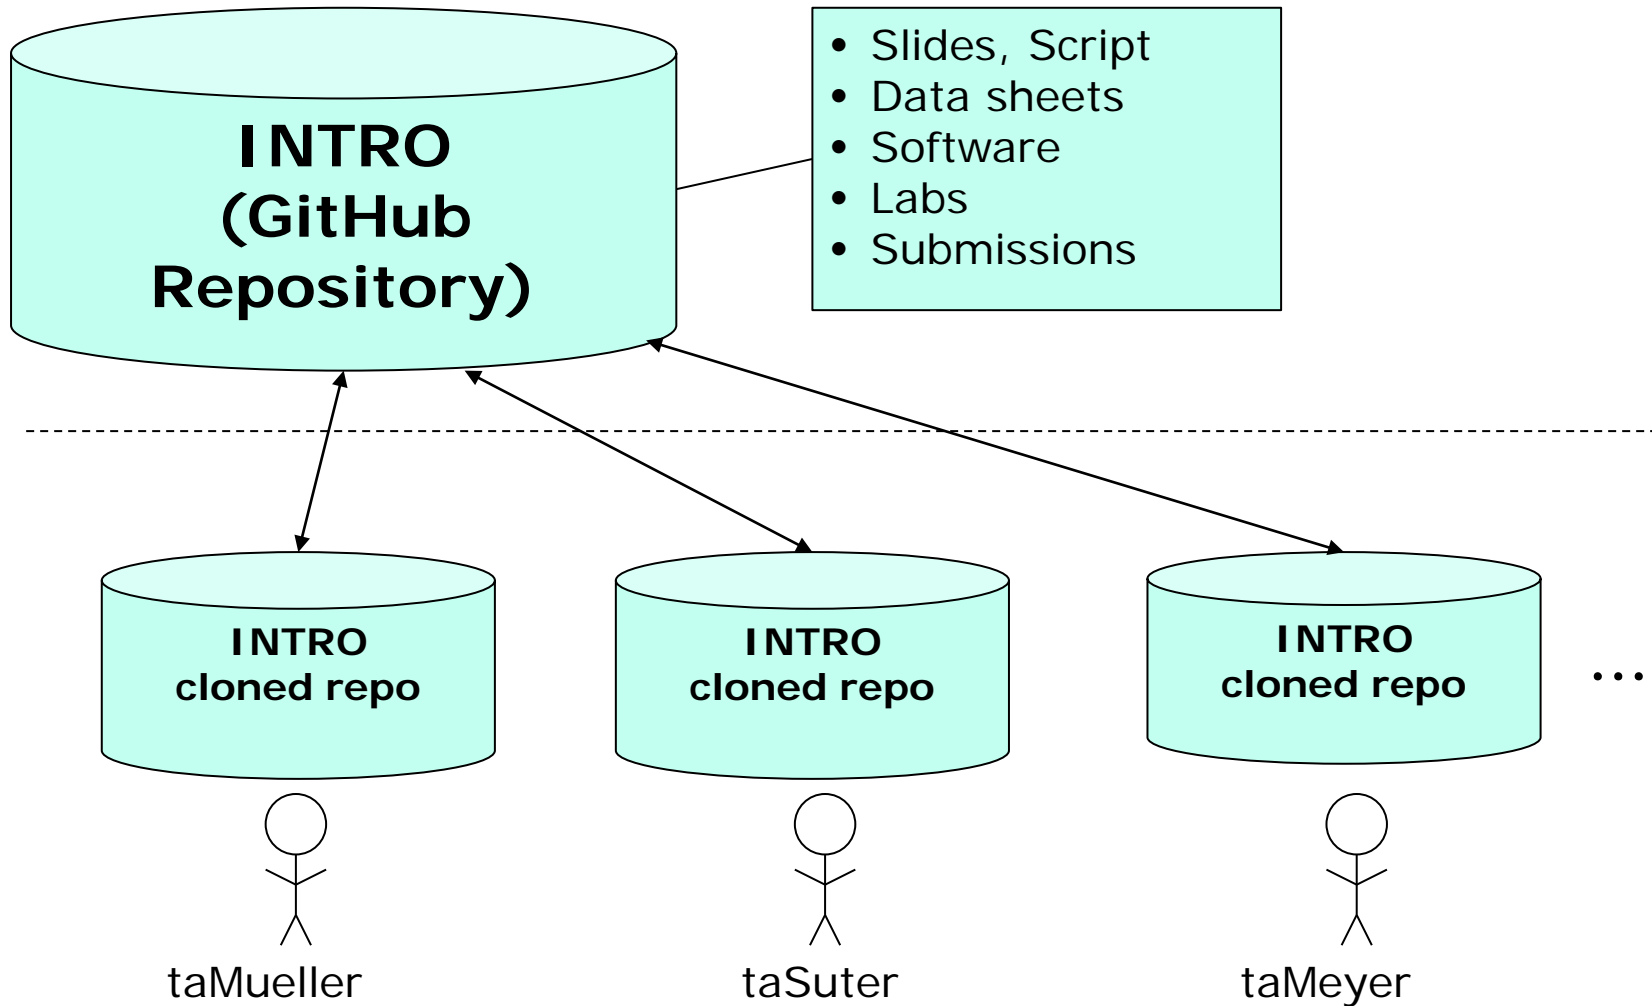 INTRO
(GitHub
Repository)
• Slides, Script
• Data sheets
• Software
• Labs
• Submissions
INTRO
cloned repo
INTRO
cloned repo
INTRO
cloned repo
...
taMueller
taSuter
taMeyer